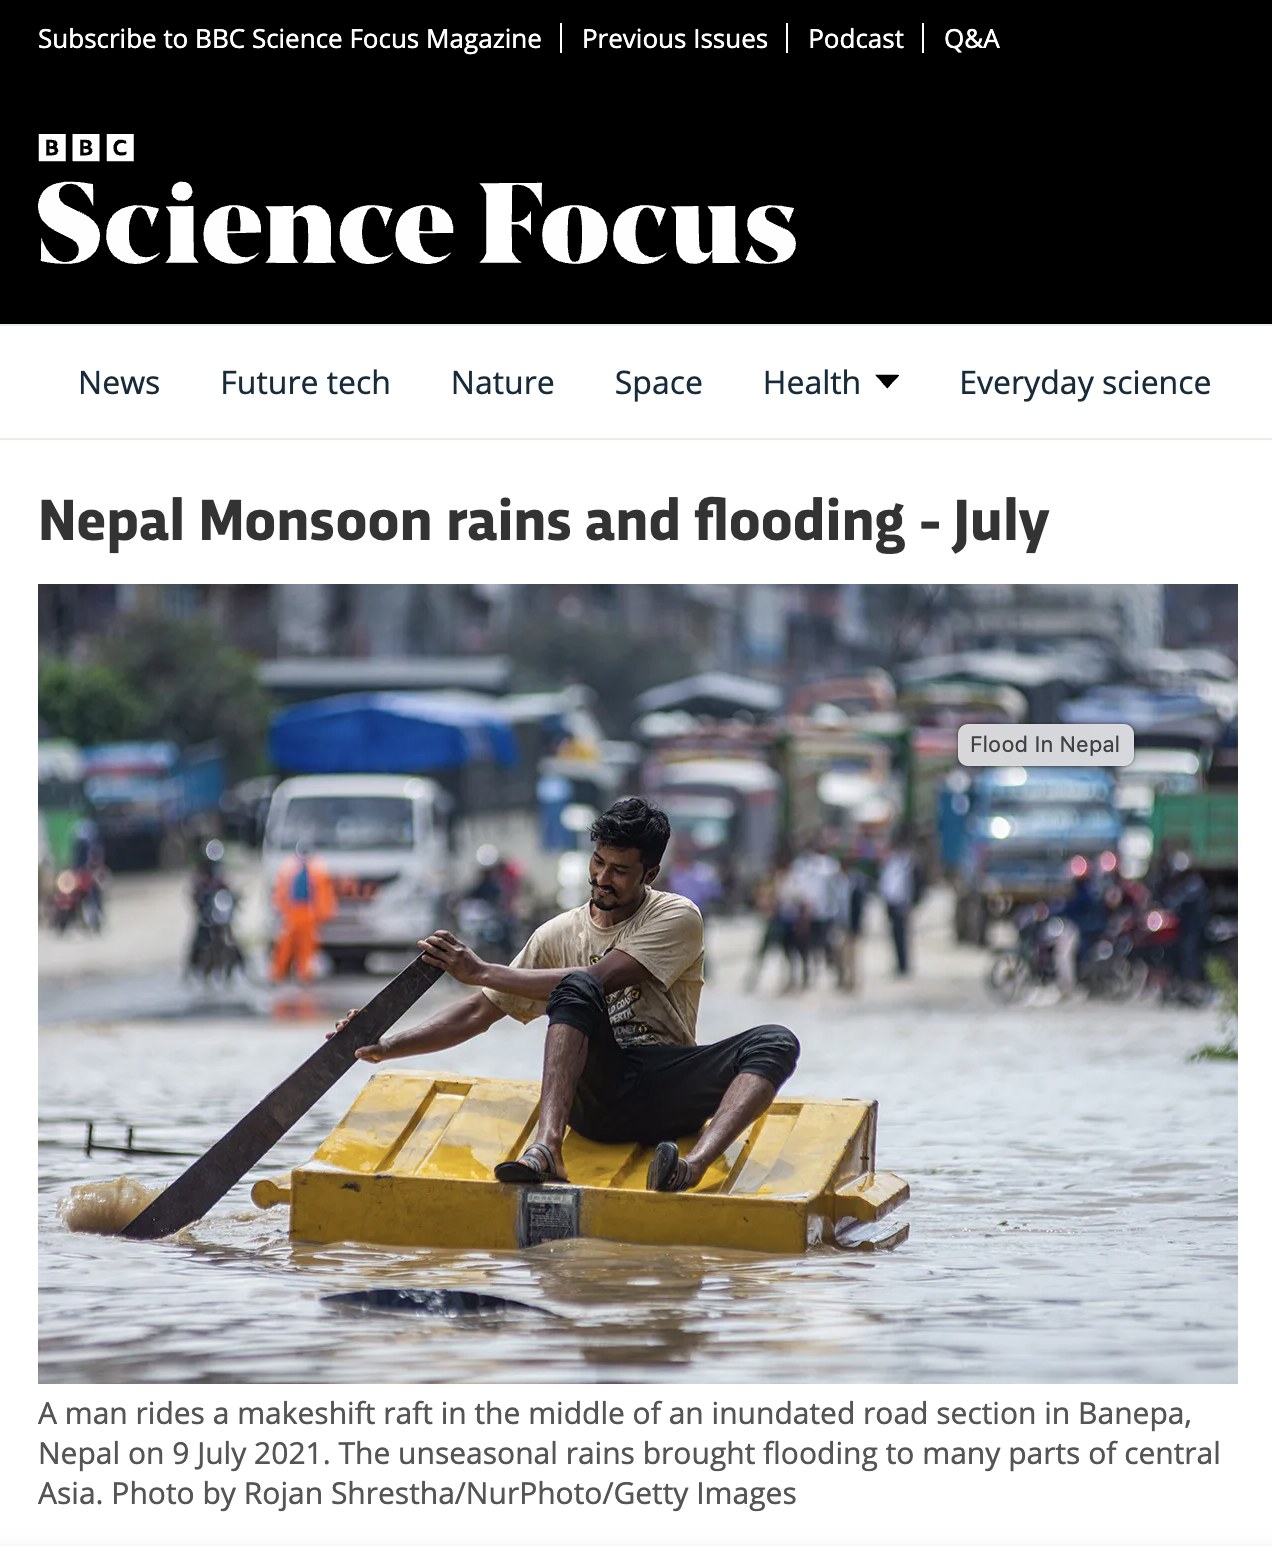 Subscribe to BBC Science Focus Magazine | Previous Issues | Podcast | Q&A
BBC
Science Focus
News Future tech Nature Space Health Everyday science
Nepal Monsoon rains and flooding - July
Flood In Nepal
A man rides a makeshift raft in the middle of an inundated road section in Banepa,
Nepal on 9 July 2021. The unseasonal rains brought flooding to many parts of central
Asia. Photo by Rojan Shrestha/NurPhoto/Getty Images